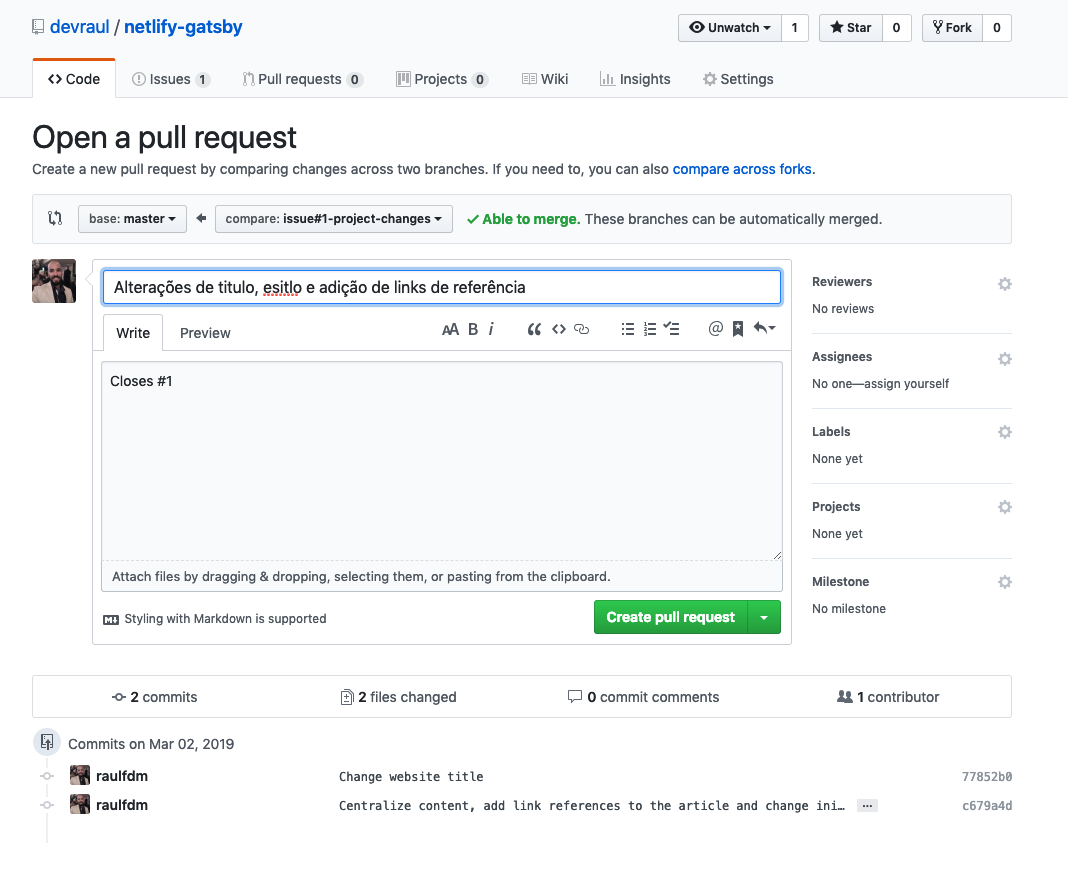 devraul / netlify-gatsby
Unwatch 1 Star 0 Fork 0
Code Issues 1 Pull requests 0 Projects 0 Wiki Insights Settings
Open a pull request
Create a new pull request by comparing changes across two branches. If you need to, you can also compare across forks.
base: master compare: issue#1-project-changes Able to merge. These branches can be automatically merged.
Alterações de titulo, esitlo e adição de links de referência
Write Preview AA B i
Closes #1
Attach files by dragging & dropping, selecting them, or pasting from the clipboard.
Styling with Markdown is supported
Create pull request
Reviewers
No reviews
Assignees
No one—assign yourself
Labels
None yet
Projects
None yet
Milestone
No milestone
2 commits 2 files changed 0 commit comments 1 contributor
Commits on Mar 02, 2019
raulfdm Change website title 77852b0
raulfdm Centralize content, add link references to the article and change ini… … c679a4d